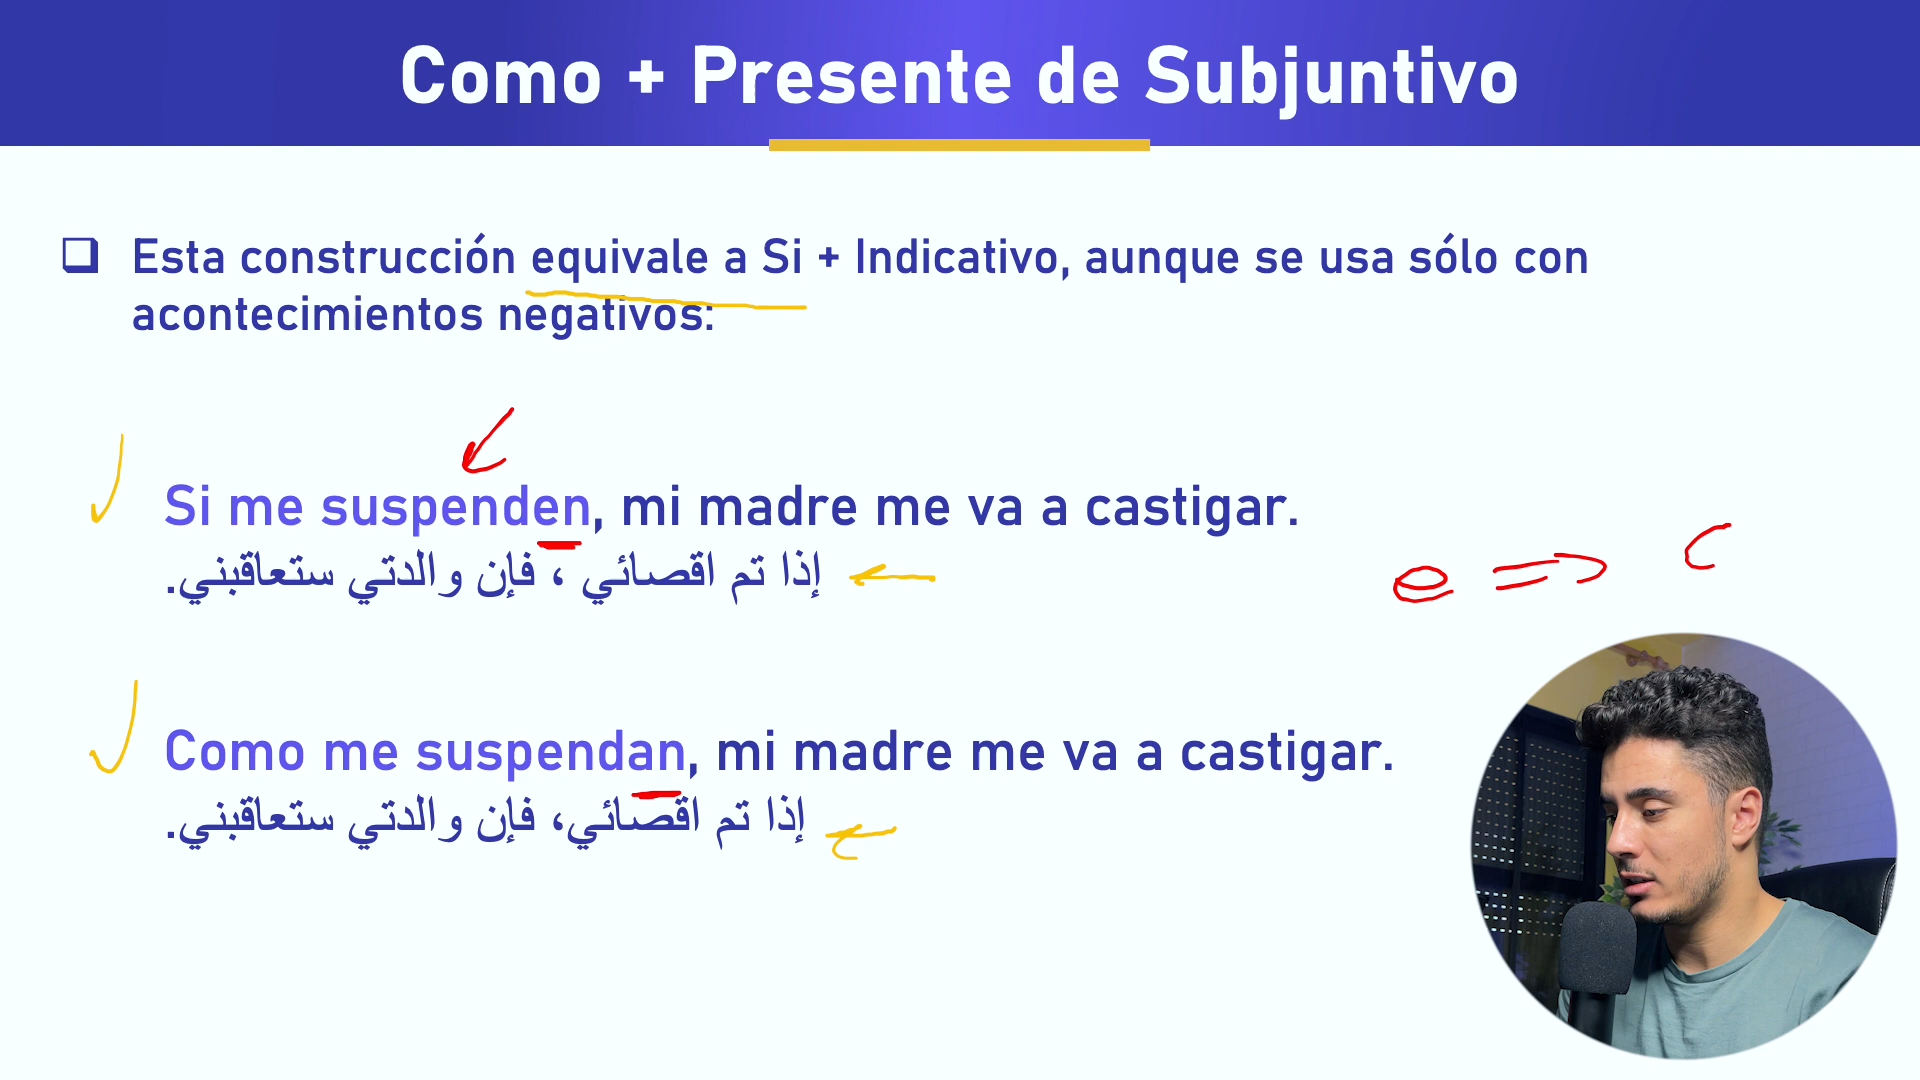 Como + Presente de Subjuntivo
Esta construcción equivale a Si + Indicativo, aunque se usa sólo con
acontecimientos negativos:
Si me suspenden, mi madre me va a castigar.
إذا تم اقصائي ، فإن والدتي ستعاقبني.
e =>
Como me suspendan, mi madre me va a castigar.
إذا تم اقصائي، فإن والدتي ستعاقبني.